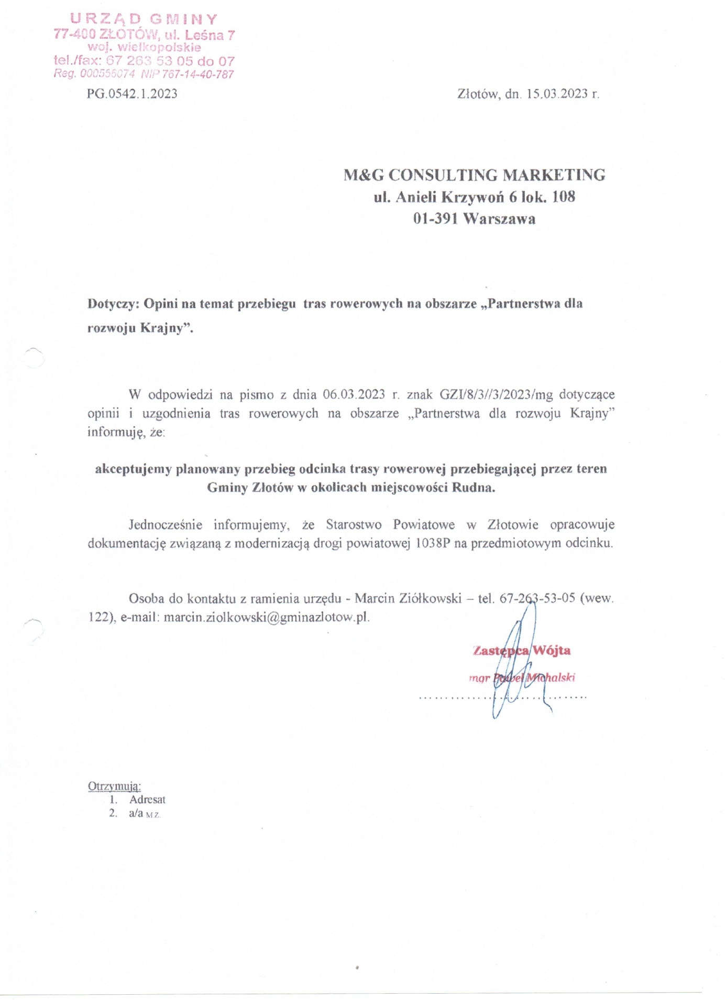 URZĄD GMINY
77-400 ZŁOTÓW, ul. Leśna 7
woj. wielkopolskie
tel./fax: 67 263 53 05 do 07
Reg. 000556074 NIP 767-14-40-787
PG.0542.1.2023
Złotów, dn. 15.03.2023 r.
M&G CONSULTING MARKETING
ul. Anieli Krzywoń 6 lok. 108
01-391 Warszawa
Dotyczy: Opini na temat przebiegu tras rowerowych na obszarze „Partnerstwa dla
rozwoju Krajny”.
W odpowiedzi na pismo z dnia 06.03.2023 r. znak GZI/8/3//3/2023/mg dotyczące
opinii i uzgodnienia tras rowerowych na obszarze „Partnerstwa dla rozwoju Krajny”
informuję, że:
akceptujemy planowany przebieg odcinka trasy rowerowej przebiegającej przez teren
Gminy Złotów w okolicach miejscowości Rudna.
Jednocześnie informujemy, że Starostwo Powiatowe w Złotowie opracowuje
dokumentację związaną z modernizacją drogi powiatowej 1038P na przedmiotowym odcinku.
Osoba do kontaktu z ramienia urzędu - Marcin Ziółkowski – tel. 67-263-53-05 (wew.
122), e-mail: marcin.ziolkowski@gminazlotow.pl.
Zastępca Wójta
mgr Paweł Michalski
Otrzymują:
1. Adresat
2. a/a M.Z.